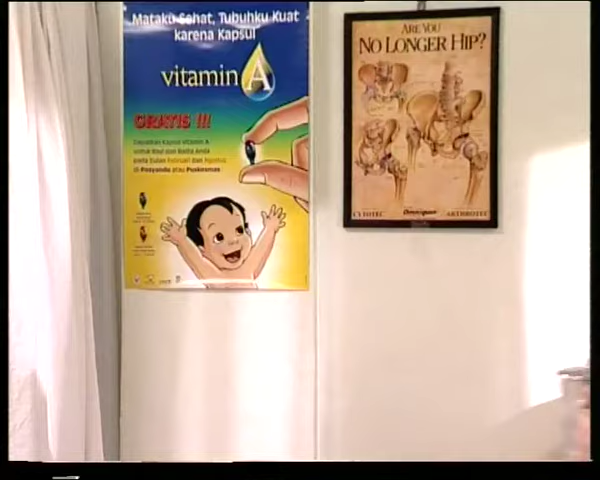 Mataku Sehat, Tubuhku Kuat
karena Kapsul
vitamin A
GRATIS !!!
Dapatkan Kapsul vitamin A
untuk Bayi dan Balita Anda
pada bulan Februari dan Agustus
di Posyandu atau Puskesmas
ARE YOU
NO LONGER HIP?
ARTHROTEC